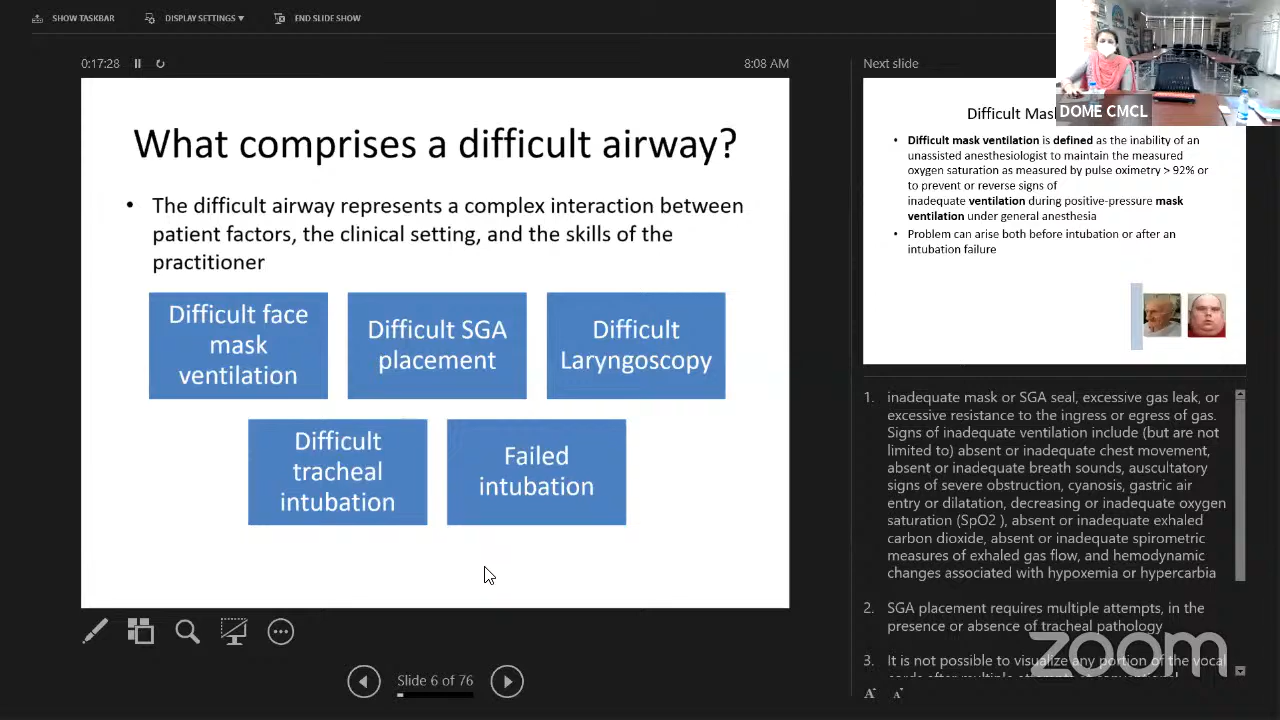 SHOW TASKBAR
DISPLAY SETTINGS ▾
END SLIDE SHOW
0:17:28
8:08 AM
What comprises a difficult airway?
• The difficult airway represents a complex interaction between
patient factors, the clinical setting, and the skills of the
practitioner
Difficult face
mask
ventilation
Difficult SGA
placement
Difficult
Laryngoscopy
Difficult
tracheal
intubation
Failed
intubation
Slide 6 of 76
Next slide
DOME CMCL
Difficult
• Difficult mask ventilation is defined as the inability of an
unassisted anesthesiologist to maintain the measured
oxygen saturation as measured by pulse oximetry > 92% or
to prevent or reverse signs of
inadequate ventilation during positive-pressure mask
ventilation under general anesthesia
• Problem can arise both before intubation or after an
intubation failure
1. inadequate mask or SGA seal, excessive gas leak, or
excessive resistance to the ingress or egress of gas.
Signs of inadequate ventilation include (but are not
limited to) absent or inadequate chest movement,
absent or inadequate breath sounds, auscultatory
signs of severe obstruction, cyanosis, gastric air
entry or dilatation, decreasing or inadequate oxygen
saturation (SpO2 ), absent or inadequate exhaled
carbon dioxide, absent or inadequate spirometric
measures of exhaled gas flow, and hemodynamic
changes associated with hypoxemia or hypercarbia
2. SGA placement requires multiple attempts, in the
presence or absence of tracheal pathology
3. It is not possible to visualize any portion of the vocal
cords after multiple attempts at conventional
zoom
A A